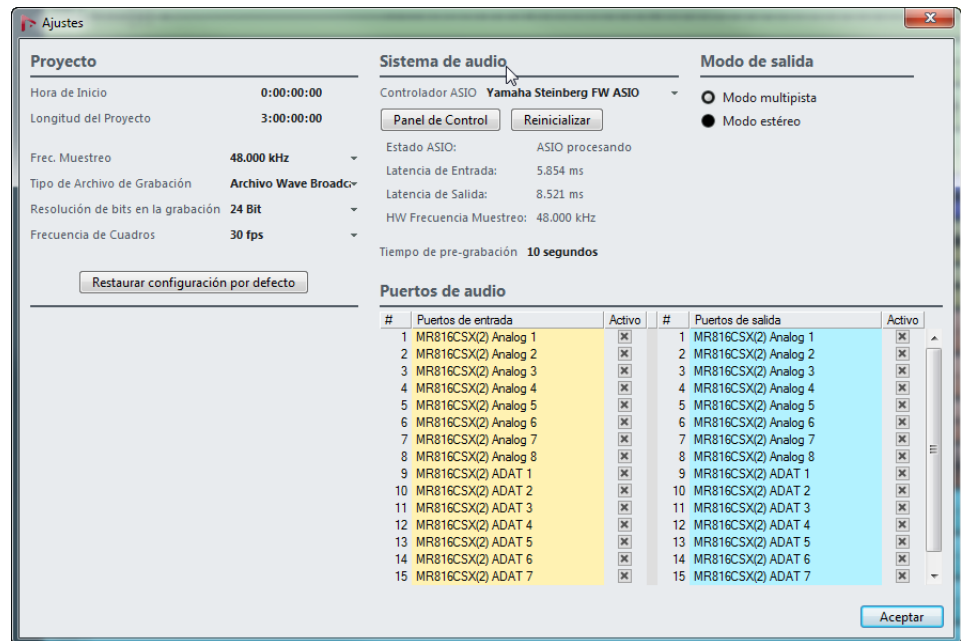 Ajustes
Proyecto
Hora de Inicio 0:00:00:00
Longitud del Proyecto 3:00:00:00
Frec. Muestreo 48.000 kHz
Tipo de Archivo de Grabación Archivo Wave Broadca
Resolución de bits en la grabación 24 Bit
Frecuencia de Cuadros 30 fps
Restaurar configuración por defecto
Sistema de audio
Controlador ASIO Yamaha Steinberg FW ASIO
Panel de Control Reinicializar
Estado ASIO: ASIO procesando
Latencia de Entrada: 5.854 ms
Latencia de Salida: 8.521 ms
HW Frecuencia Muestreo: 48.000 kHz
Tiempo de pre-grabación 10 segundos
Modo de salida
Modo multipista
Modo estéreo
Puertos de audio
# Puertos de entrada Activo # Puertos de salida Activo
1 MR816CSX(2) Analog 1 1 MR816CSX(2) Analog 1
2 MR816CSX(2) Analog 2 2 MR816CSX(2) Analog 2
3 MR816CSX(2) Analog 3 3 MR816CSX(2) Analog 3
4 MR816CSX(2) Analog 4 4 MR816CSX(2) Analog 4
5 MR816CSX(2) Analog 5 5 MR816CSX(2) Analog 5
6 MR816CSX(2) Analog 6 6 MR816CSX(2) Analog 6
7 MR816CSX(2) Analog 7 7 MR816CSX(2) Analog 7
8 MR816CSX(2) Analog 8 8 MR816CSX(2) Analog 8
9 MR816CSX(2) ADAT 1 9 MR816CSX(2) ADAT 1
10 MR816CSX(2) ADAT 2 10 MR816CSX(2) ADAT 2
11 MR816CSX(2) ADAT 3 11 MR816CSX(2) ADAT 3
12 MR816CSX(2) ADAT 4 12 MR816CSX(2) ADAT 4
13 MR816CSX(2) ADAT 5 13 MR816CSX(2) ADAT 5
14 MR816CSX(2) ADAT 6 14 MR816CSX(2) ADAT 6
15 MR816CSX(2) ADAT 7 15 MR816CSX(2) ADAT 7
Aceptar